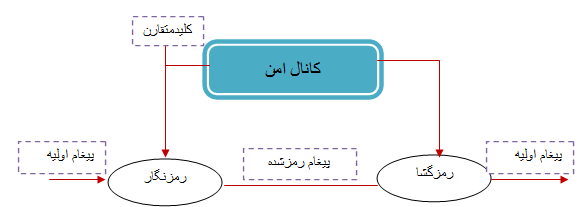 کلیدمتقارن
کانال امن
پیغام اولیه
پیغام رمزشده
پیغام اولیه
رمزنگار
رمزگشا